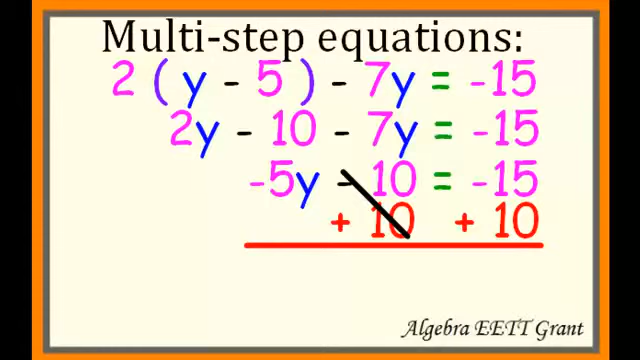 Multi-step equations:
2 ( y - 5 ) - 7y = -15
2y - 10 - 7y = -15
-5y - 10 = -15
+ 10 + 10
Algebra EETT Grant